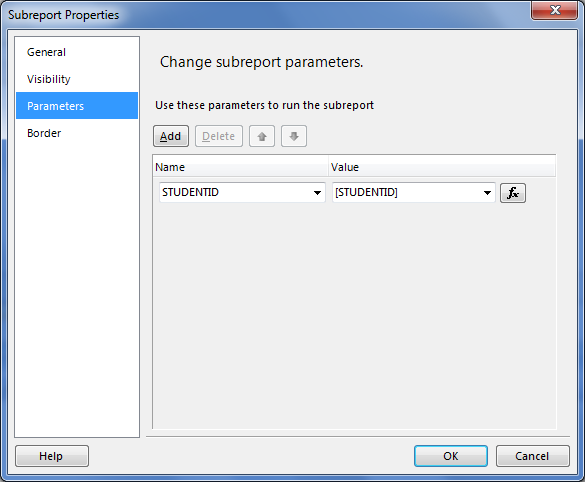 Subreport Properties
General
Visibility
Parameters
Border
Change subreport parameters.
Use these parameters to run the subreport
Add Delete
Name Value
STUDENTID [STUDENTID] fx
Help OK Cancel